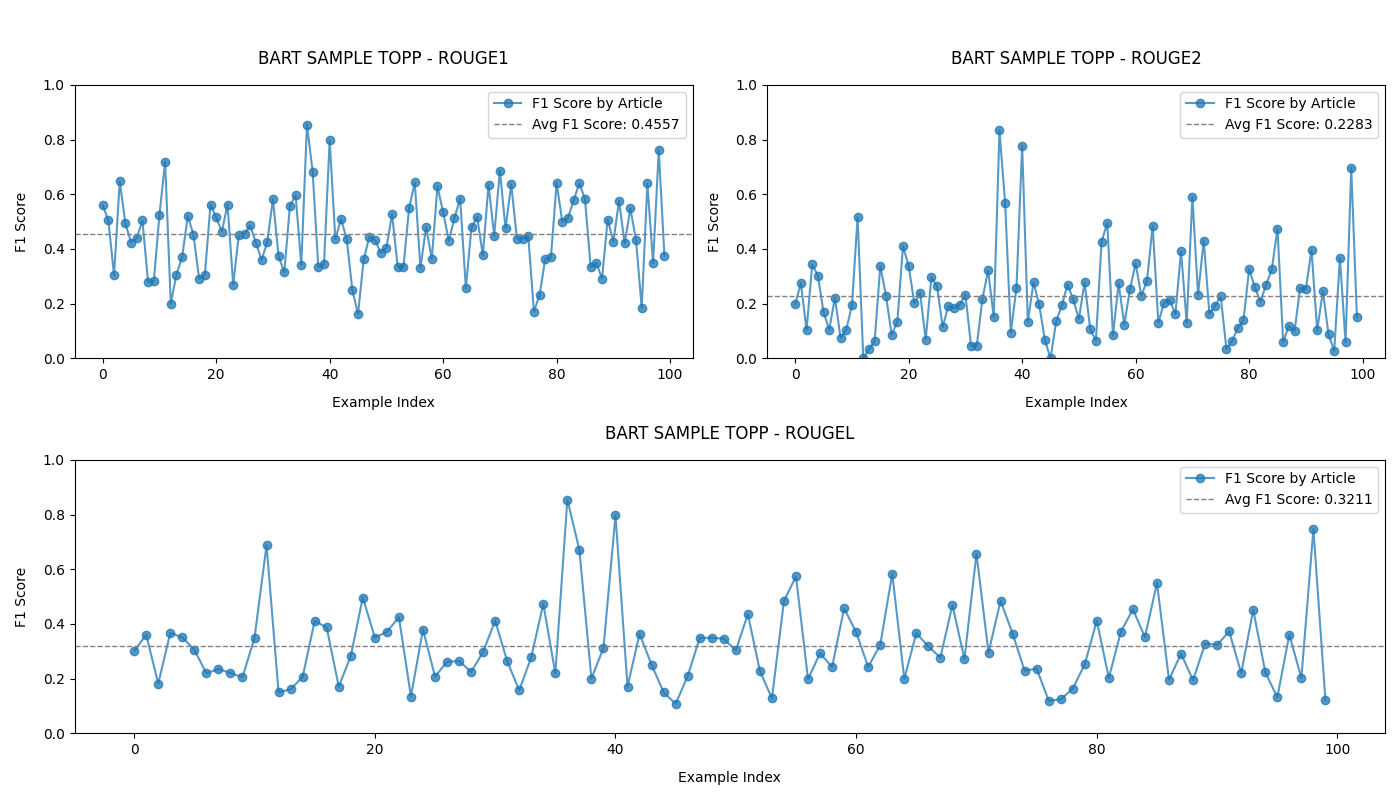 BART SAMPLE TOPP - ROUGE1
F1 Score by Article
Avg F1 Score: 0.4557
1.0
0.8
0.6
0.4
0.2
0.0
F1 Score
0 20 40 60 80 100
Example Index
BART SAMPLE TOPP - ROUGE2
F1 Score by Article
Avg F1 Score: 0.2283
1.0
0.8
0.6
0.4
0.2
0.0
F1 Score
0 20 40 60 80 100
Example Index
BART SAMPLE TOPP - ROUGEL
F1 Score by Article
Avg F1 Score: 0.3211
1.0
0.8
0.6
0.4
0.2
0.0
F1 Score
0 20 40 60 80 100
Example Index